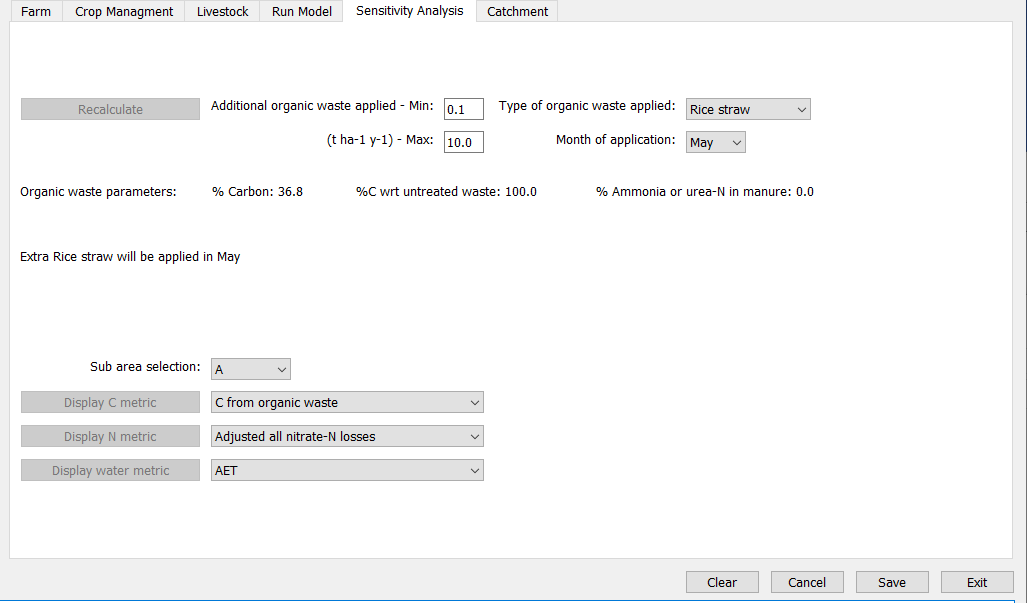 Farm Crop Managment Livestock Run Model Sensitivity Analysis Catchment
Recalculate Additional organic waste applied - Min: 0.1 Type of organic waste applied: Rice straw
(t ha-1 y-1) - Max: 10.0 Month of application: May
Organic waste parameters: % Carbon: 36.8 %C wrt untreated waste: 100.0 % Ammonia or urea-N in manure: 0.0
Extra Rice straw will be applied in May
Sub area selection: A
Display C metric C from organic waste
Display N metric Adjusted all nitrate-N losses
Display water metric AET
Clear Cancel Save Exit